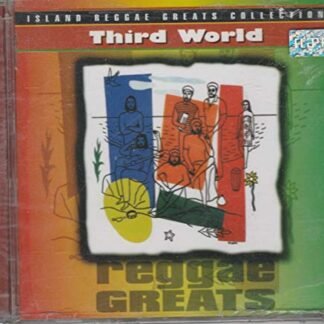 ISLAND REGGAE GREATS COLLECTION
Third World
reggae
GREATS